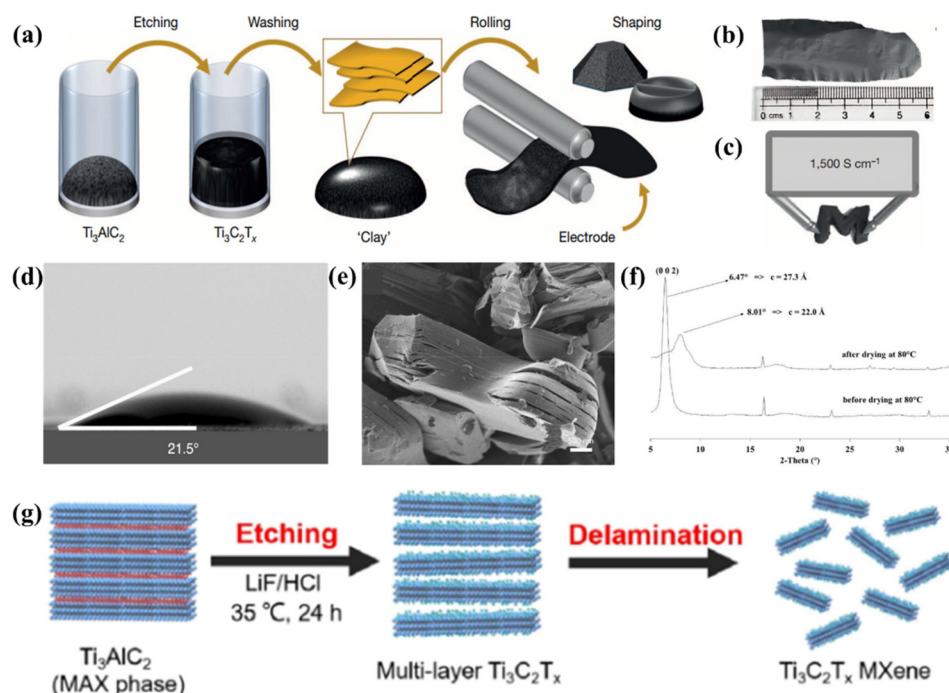 (a)
Etching
Washing
Rolling
Shaping
Ti₃AlC₂
Ti₃C₂Tₓ
‘Clay’
Electrode
(b)
0 cms 1 2 3 4 5 6
(c)
1,500 S cm⁻¹
(d)
21.5°
(e)
(f)
(0 0 2)
6.47° => c = 27.3 Å
8.01° => c = 22.0 Å
after drying at 80°C
before drying at 80°C
5 10 15 20 25 30
2-Theta (°)
(g)
Etching
LiF/HCl
35 ℃, 24 h
Delamination
Ti₃AlC₂
(MAX phase)
Multi-layer Ti₃C₂Tₓ
Ti₃C₂Tₓ MXene